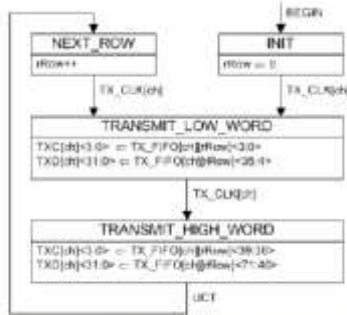 BEGIN
NEXT_ROW
rRow++
INIT
rRow ⇐ 0
TX_CLK[ch]
TX_CLK[ch]
TRANSMIT_LOW_WORD
TXC[ch]<3:0> ⇐ TX_FIFO[ch][rRow]<3:0>
TXD[ch]<31:0> ⇐ TX_FIFO[ch][rRow]<35:4>
TX_CLK[ch]
TRANSMIT_HIGH_WORD
TXC[ch]<3:0> ⇐ TX_FIFO[ch][rRow]<39:36>
TXD[ch]<31:0> ⇐ TX_FIFO[ch][rRow]<71:40>
UCT